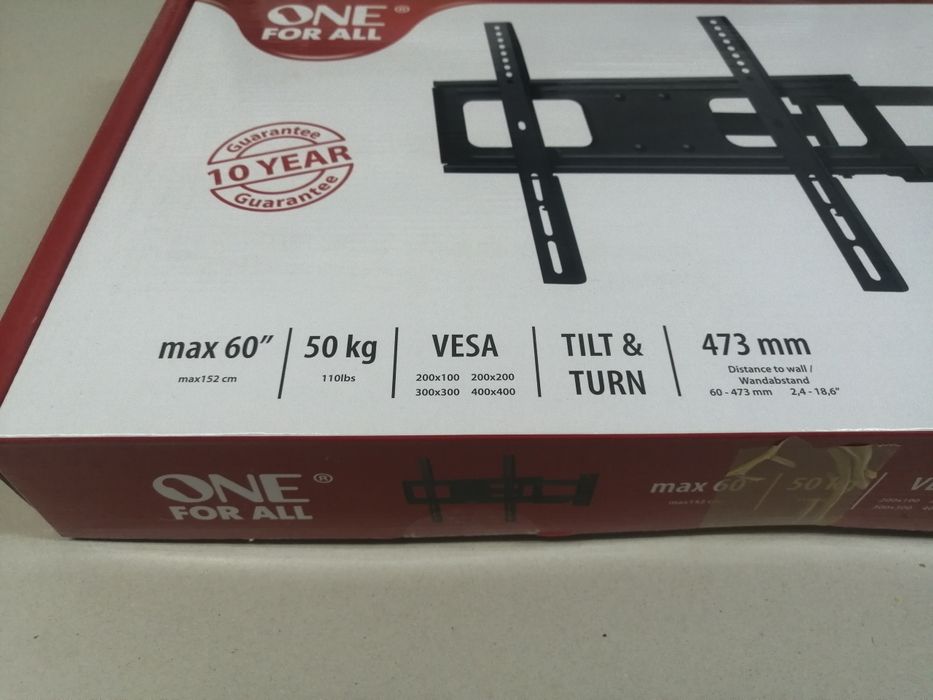 ONE ®
FOR ALL
Guarantee
10 YEAR
Guarantee
max 60"
max152 cm
50 kg
110lbs
VESA
200x100 200x200
300x300 400x400
TILT &
TURN
473 mm
Distance to wall /
Wandabstand
60 - 473 mm 2,4 - 18,6"
ONE ®
FOR ALL
max 60"
max152
50